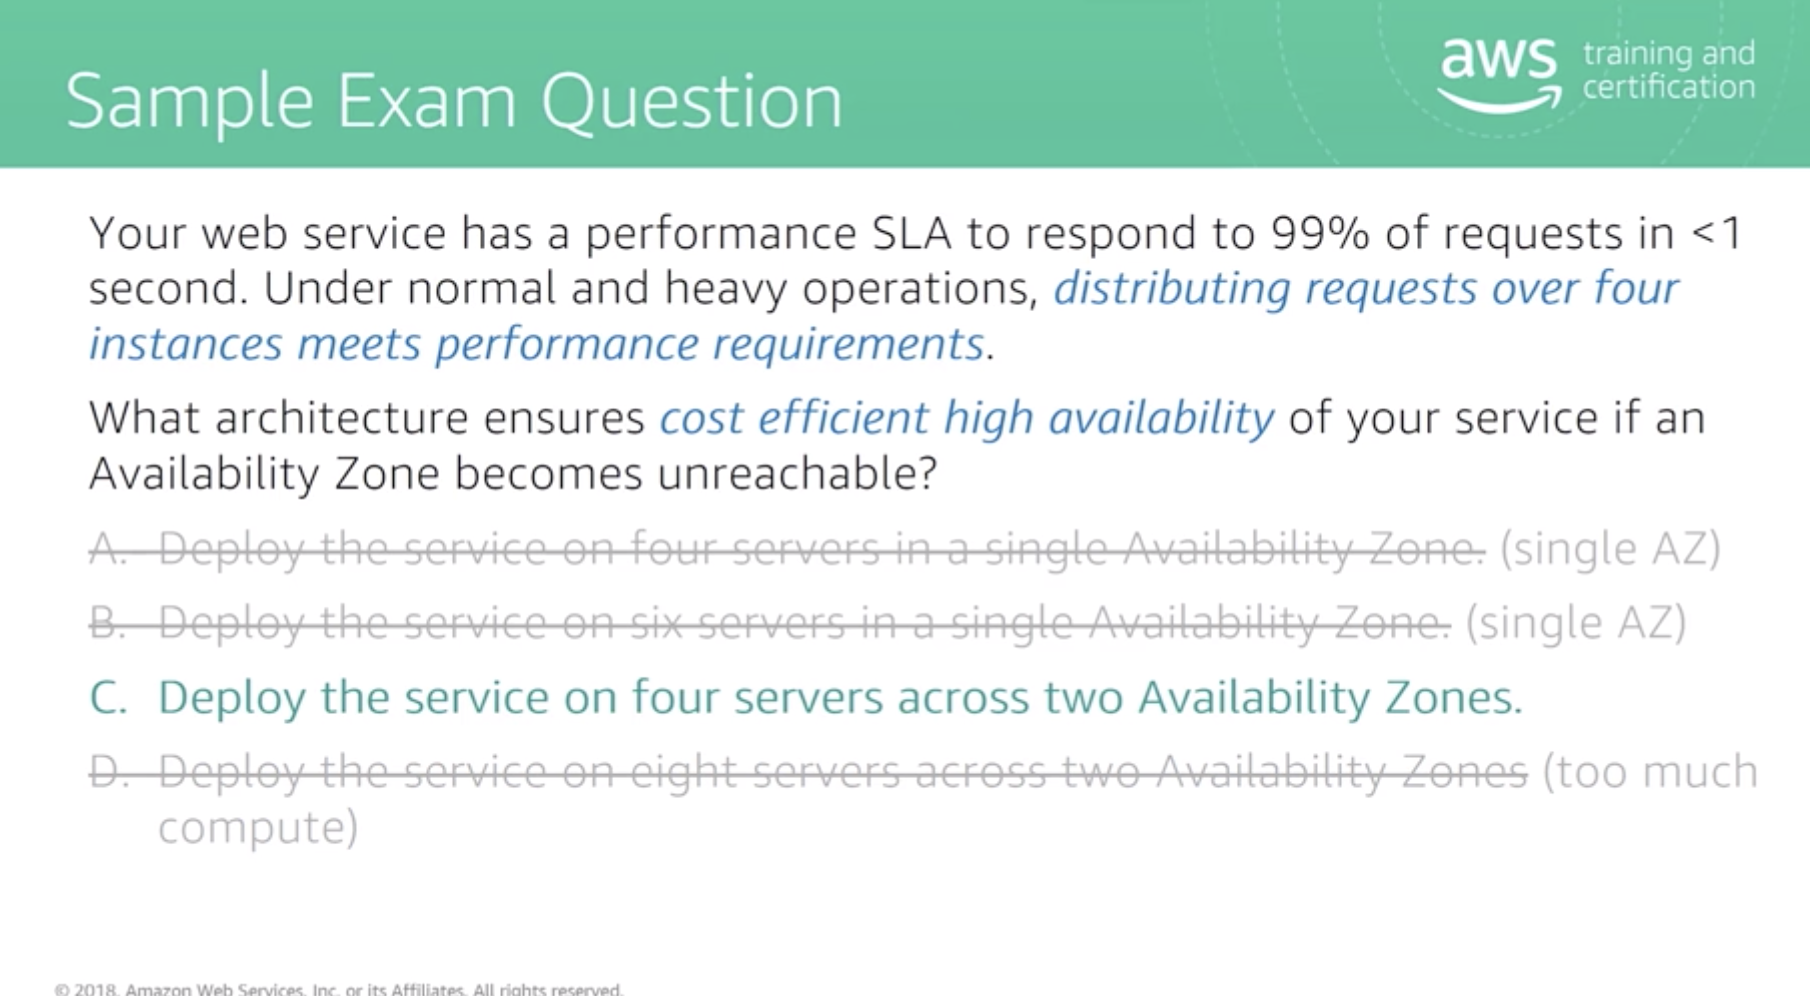 Sample Exam Question
aws training and certification
Your web service has a performance SLA to respond to 99% of requests in <1
second. Under normal and heavy operations, distributing requests over four
instances meets performance requirements.
What architecture ensures cost efficient high availability of your service if an
Availability Zone becomes unreachable?
A. Deploy the service on four servers in a single Availability Zone. (single AZ)
B. Deploy the service on six servers in a single Availability Zone. (single AZ)
C. Deploy the service on four servers across two Availability Zones.
D. Deploy the service on eight servers across two Availability Zones (too much
compute)
© 2018, Amazon Web Services, Inc. or its Affiliates. All rights reserved.